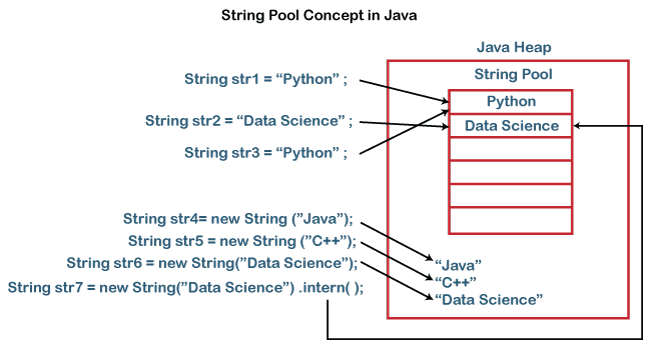 String Pool Concept in Java
Java Heap
String Pool
String str1 = “Python” ;
Python
String str2 = “Data Science” ;
Data Science
String str3 = “Python” ;
String str4= new String (”Java”);
String str5 = new String (”C++”);
String str6 = new String(”Data Science”);
String str7 = new String(”Data Science”) .intern( );
“Java”
“C++”
“Data Science”